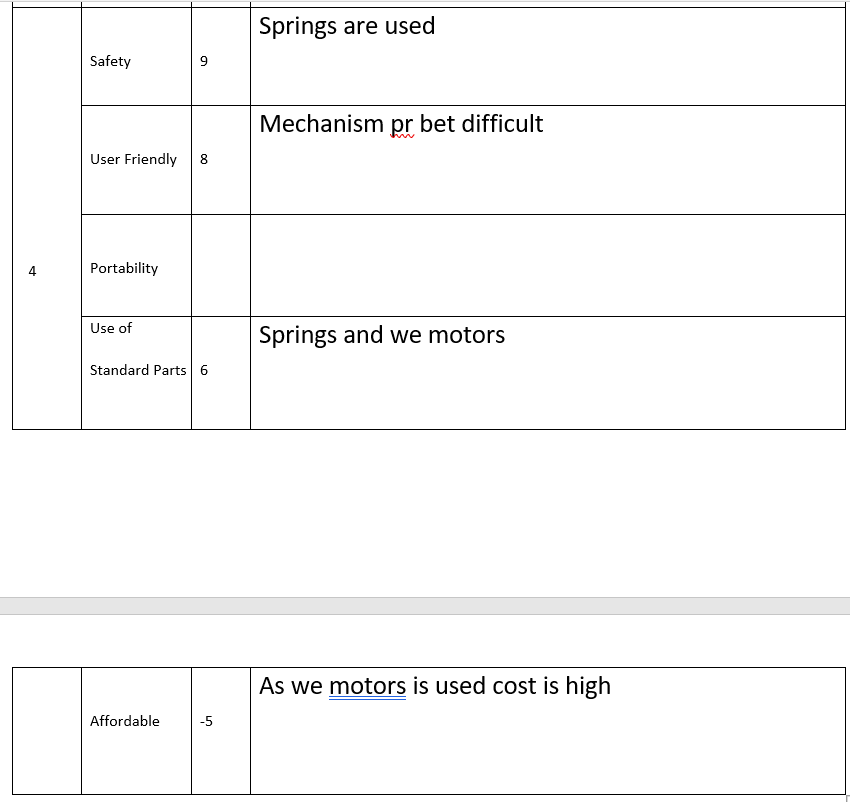 Springs are used
Safety 9
Mechanism pr bet difficult
User Friendly 8
4
Portability
Use of
Springs and we motors
Standard Parts 6
As we motors is used cost is high
Affordable -5